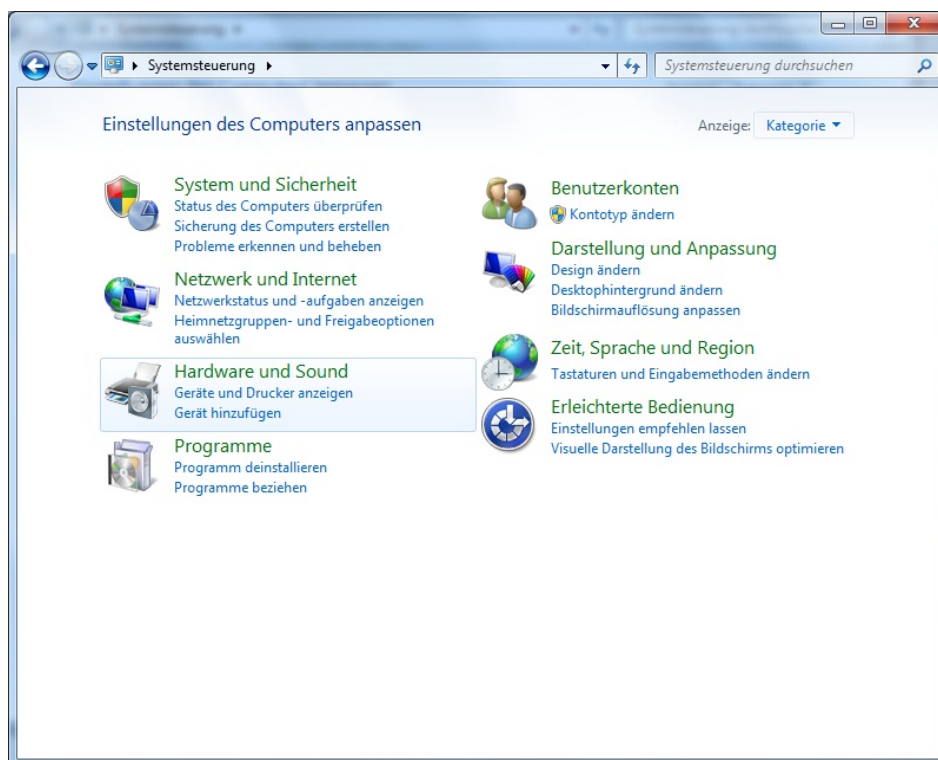 Systemsteuerung
Systemsteuerung durchsuchen
Einstellungen des Computers anpassen
Anzeige: Kategorie
System und Sicherheit
Status des Computers überprüfen
Sicherung des Computers erstellen
Probleme erkennen und beheben
Netzwerk und Internet
Netzwerkstatus und -aufgaben anzeigen
Heimnetzgruppen- und Freigabeoptionen
auswählen
Hardware und Sound
Geräte und Drucker anzeigen
Gerät hinzufügen
Programme
Programm deinstallieren
Programme beziehen
Benutzerkonten
Kontotyp ändern
Darstellung und Anpassung
Design ändern
Desktophintergrund ändern
Bildschirmauflösung anpassen
Zeit, Sprache und Region
Tastaturen und Eingabemethoden ändern
Erleichterte Bedienung
Einstellungen empfehlen lassen
Visuelle Darstellung des Bildschirms optimieren